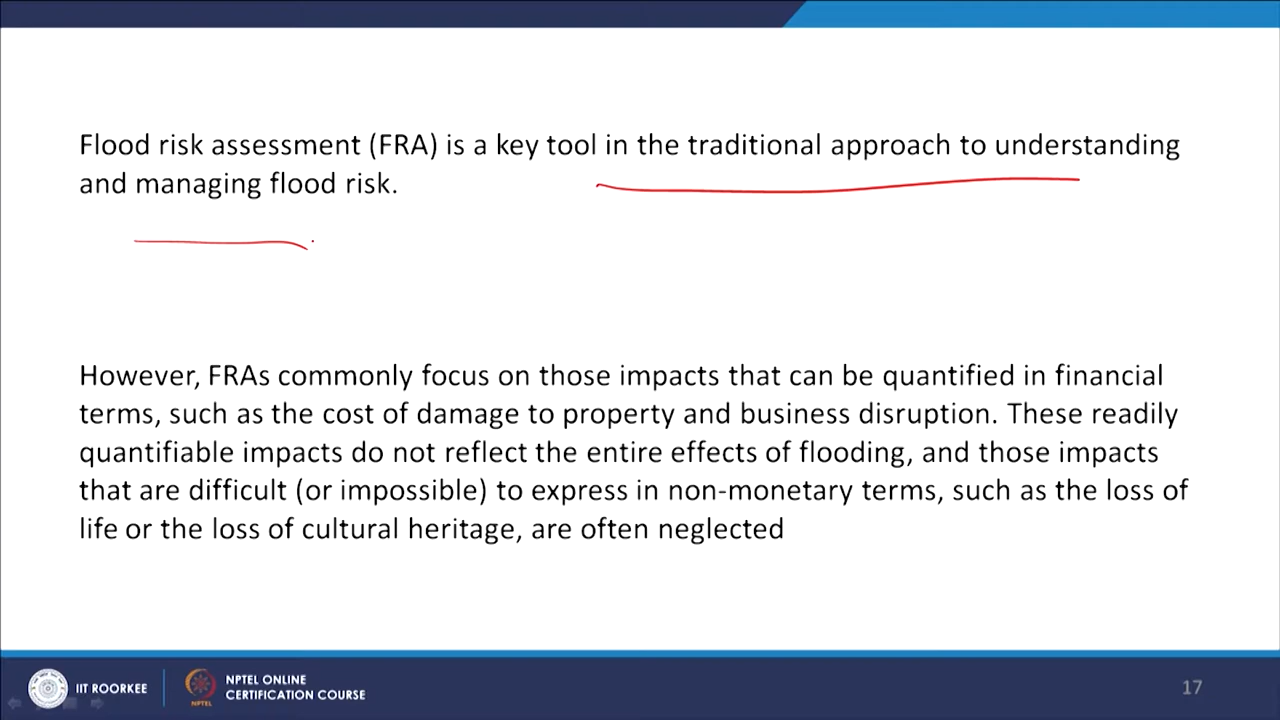 Flood risk assessment (FRA) is a key tool in the traditional approach to understanding
and managing flood risk.
However, FRAs commonly focus on those impacts that can be quantified in financial
terms, such as the cost of damage to property and business disruption. These readily
quantifiable impacts do not reflect the entire effects of flooding, and those impacts
that are difficult (or impossible) to express in non-monetary terms, such as the loss of
life or the loss of cultural heritage, are often neglected
IIT ROORKEE
NPTEL
NPTEL ONLINE
CERTIFICATION COURSE
17